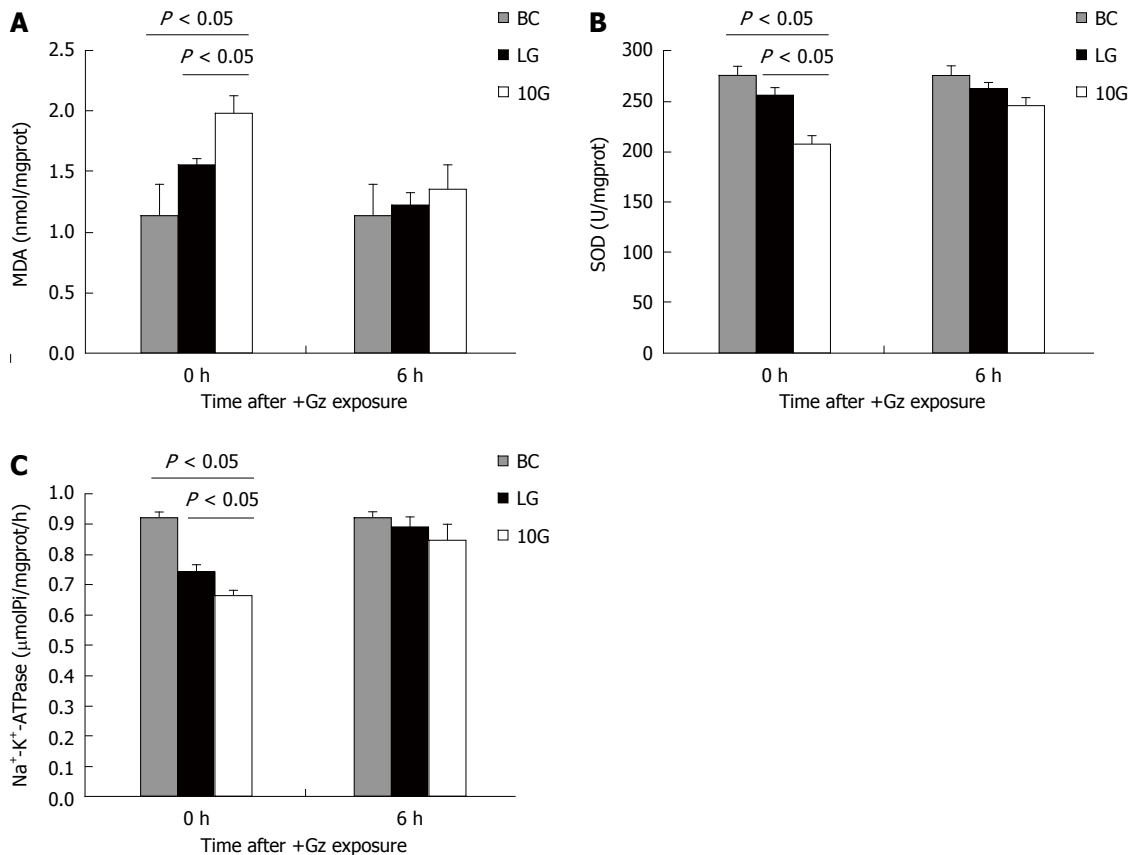 A
P < 0.05
P < 0.05
BC
LG
10G
2.5
2.0
1.5
1.0
0.5
0.0
MDA (nmol/mgprot)
0 h
6 h
Time after +Gz exposure
B
P < 0.05
P < 0.05
BC
LG
10G
300
250
200
150
100
50
0
SOD (U/mgprot)
0 h
6 h
Time after +Gz exposure
C
P < 0.05
P < 0.05
BC
LG
10G
1.0
0.9
0.8
0.7
0.6
0.5
0.4
0.3
0.2
0.1
0.0
Na⁺-K⁺-ATPase (μmolPi/mgprot/h)
0 h
6 h
Time after +Gz exposure